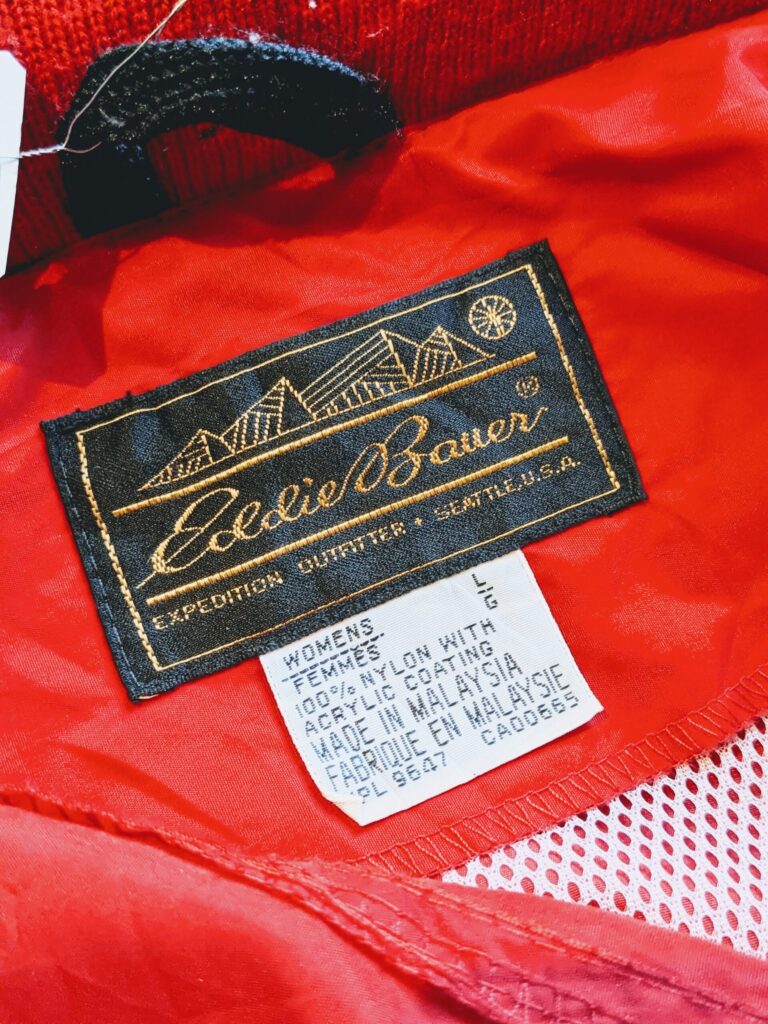 Eddie Bauer®
EXPEDITION OUTFITTER • SEATTLE, U.S.A.
L/G
WOMENS
FEMMES
100% NYLON WITH
ACRYLIC COATING
MADE IN MALAYSIA
FABRIQUE EN MALAYSIE
PL 9647 CA00665